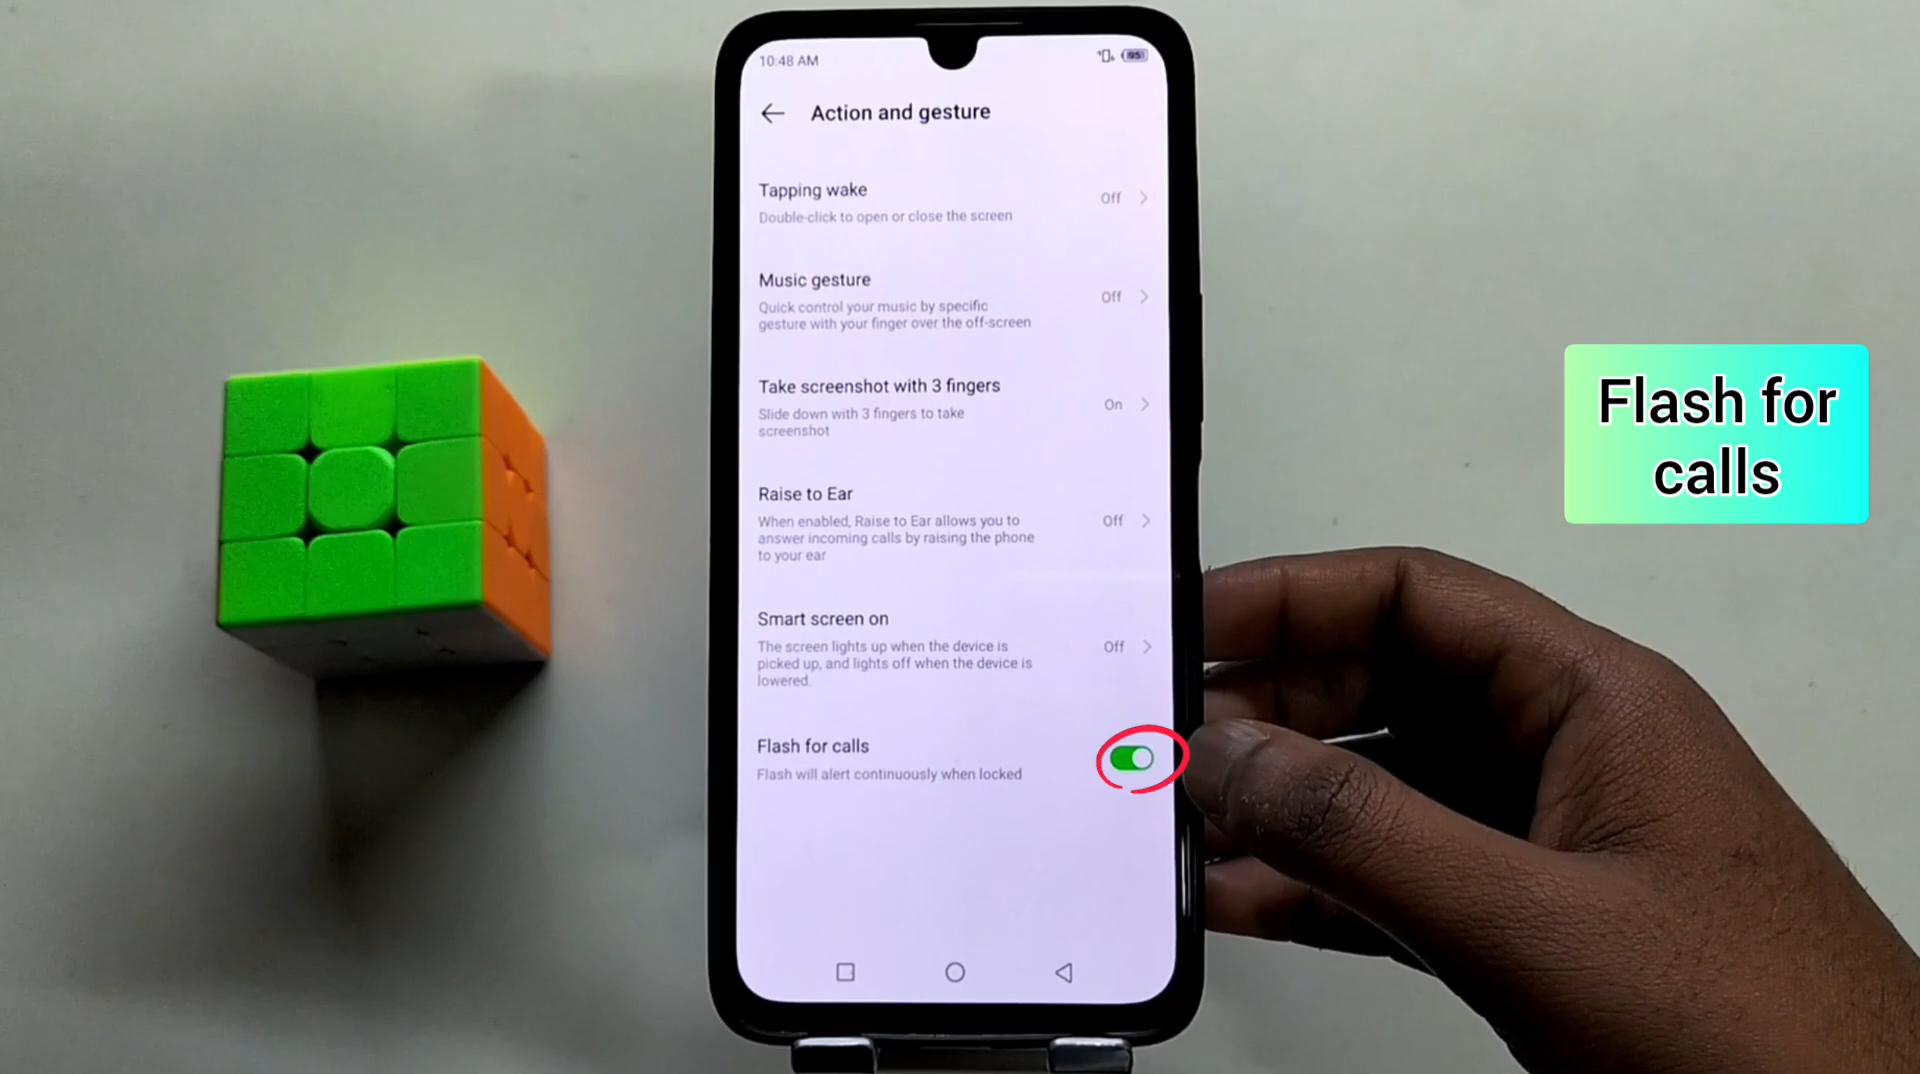 10:48 AM
95
Action and gesture
Tapping wake
Double-click to open or close the screen
Off
Music gesture
Quick control your music by specific
gesture with your finger over the off-screen
Off
Take screenshot with 3 fingers
Slide down with 3 fingers to take
screenshot
On
Raise to Ear
When enabled, Raise to Ear allows you to
answer incoming calls by raising the phone
to your ear
Off
Smart screen on
The screen lights up when the device is
picked up, and lights off when the device is
lowered.
Off
Flash for calls
Flash will alert continuously when locked
Flash for
calls